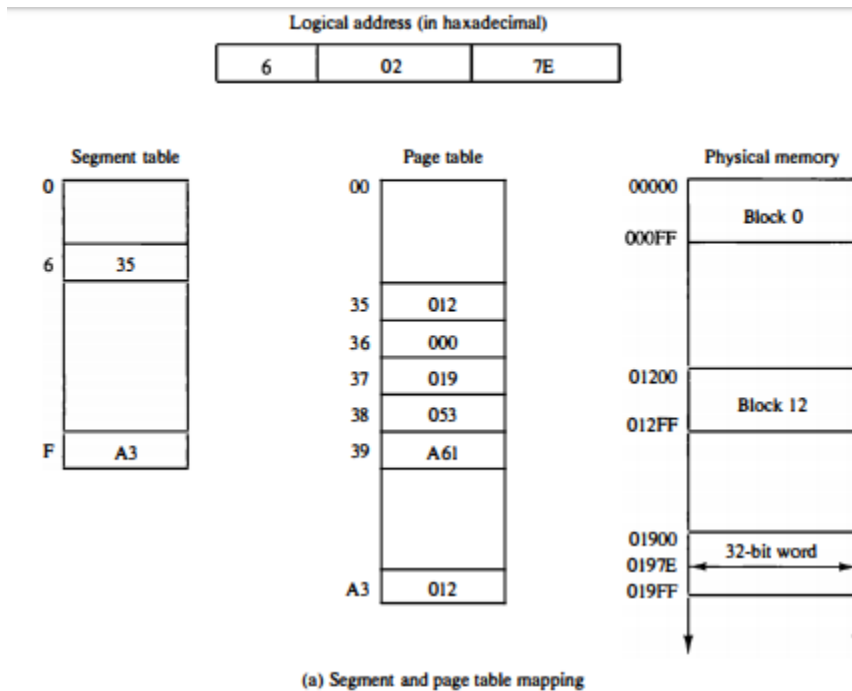 Logical address (in haxadecimal)
6 02 7E
Segment table
0
6 35
F A3
Page table
00
35 012
36 000
37 019
38 053
39 A61
A3 012
Physical memory
00000
Block 0
000FF
01200
Block 12
012FF
01900
32-bit word
0197E
019FF
(a) Segment and page table mapping